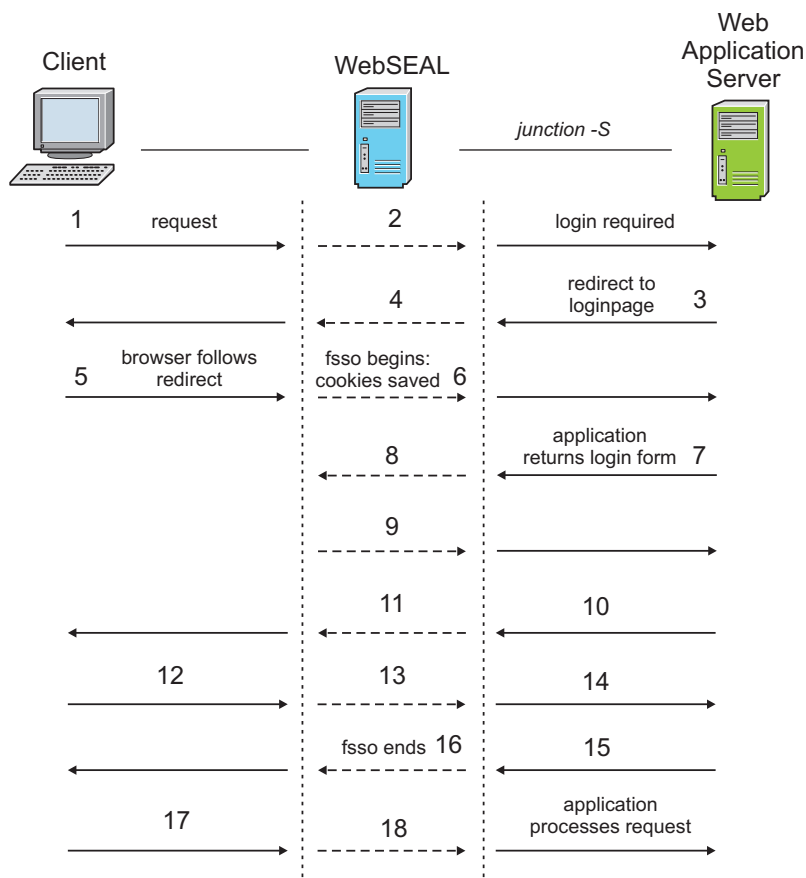 Client
WebSEAL
Web
Application
Server
junction -S
1
request
2
login required
4
redirect to
loginpage
3
5
browser follows
redirect
fsso begins:
cookies saved
6
8
application
returns login form
7
9
11
10
12
13
14
fsso ends
16
15
17
18
application
processes request